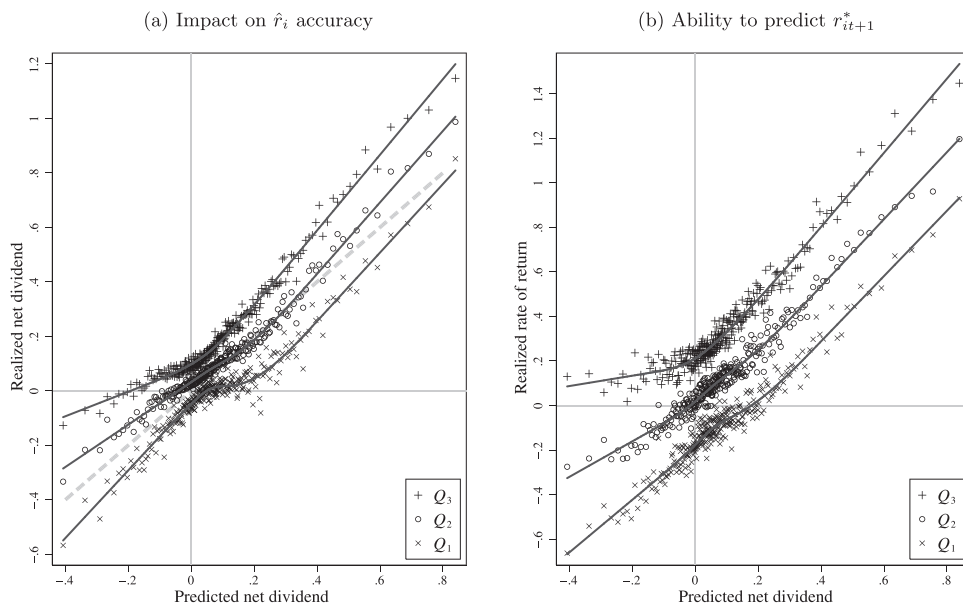 (a) Impact on r̂ᵢ accuracy
1.2
1
.8
.6
.4
.2
0
-.2
-.4
-.6
Realized net dividend
-.4 -.2 0 .2 .4 .6 .8
Predicted net dividend
+ Q₃
○ Q₂
× Q₁
(b) Ability to predict r*ᵢₜ₊₁
1.4
1.2
1
.8
.6
.4
.2
0
-.2
-.4
-.6
Realized rate of return
-.4 -.2 0 .2 .4 .6 .8
Predicted net dividend
+ Q₃
○ Q₂
× Q₁